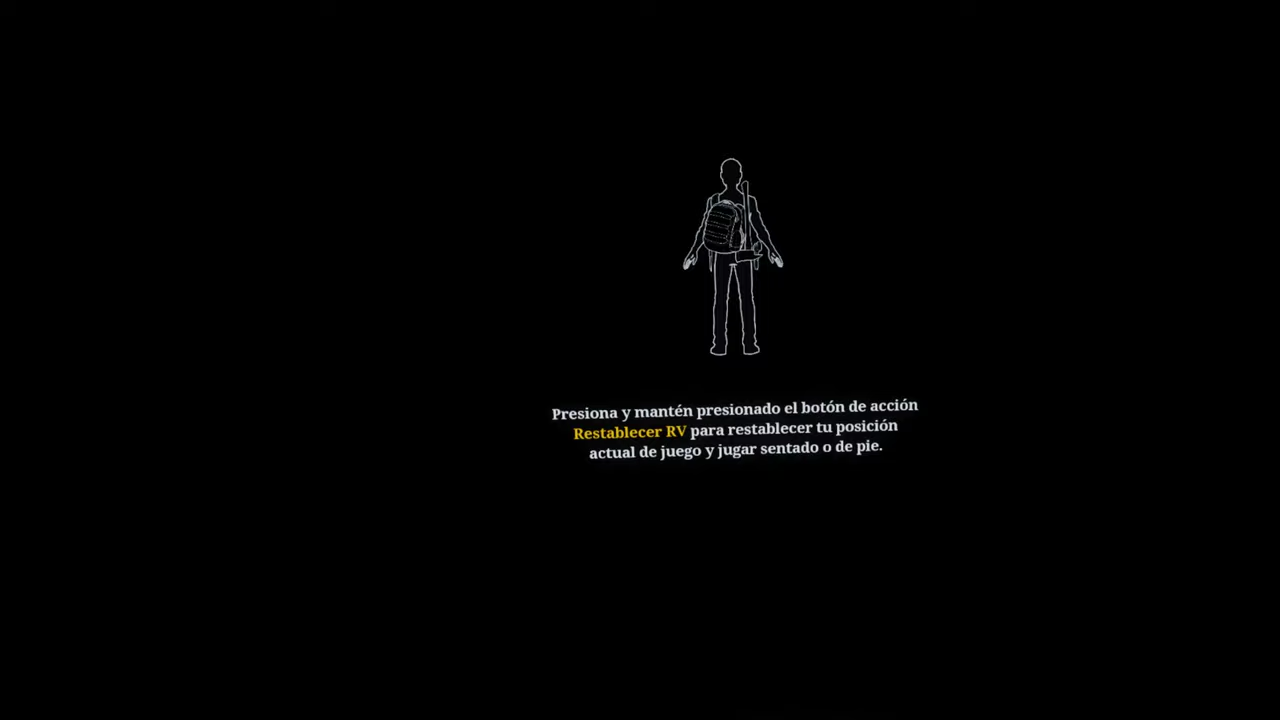 Presiona y mantén presionado el botón de acción
Restablecer RV para restablecer tu posición
actual de juego y jugar sentado o de pie.